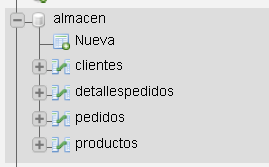 almacen
Nueva
clientes
detallespedidos
pedidos
productos